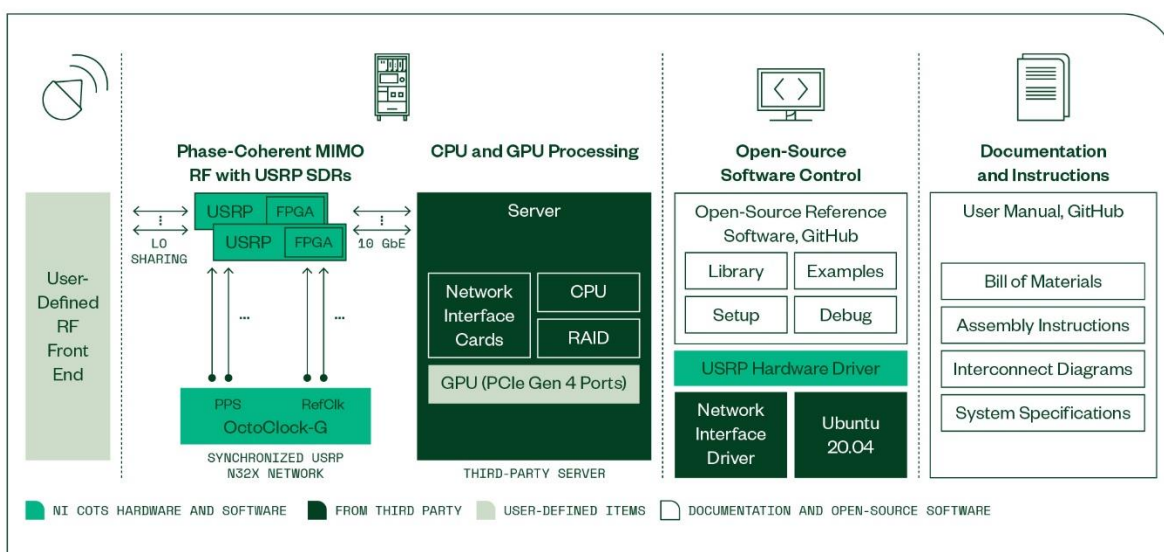 Phase-Coherent MIMO
RF with USRP SDRs
CPU and GPU Processing
Open-Source
Software Control
Documentation
and Instructions
User-
Defined
RF
Front
End
LO
SHARING
USRP
FPGA
USRP
FPGA
10 GbE
...
...
PPS
RefClk
OctoClock-G
SYNCHRONIZED USRP
N32X NETWORK
Server
Network
Interface
Cards
CPU
RAID
GPU (PCIe Gen 4 Ports)
THIRD-PARTY SERVER
Open-Source Reference
Software, GitHub
Library
Examples
Setup
Debug
USRP Hardware Driver
Network
Interface
Driver
Ubuntu
20.04
User Manual, GitHub
Bill of Materials
Assembly Instructions
Interconnect Diagrams
System Specifications
NI COTS HARDWARE AND SOFTWARE
FROM THIRD PARTY
USER-DEFINED ITEMS
DOCUMENTATION AND OPEN-SOURCE SOFTWARE